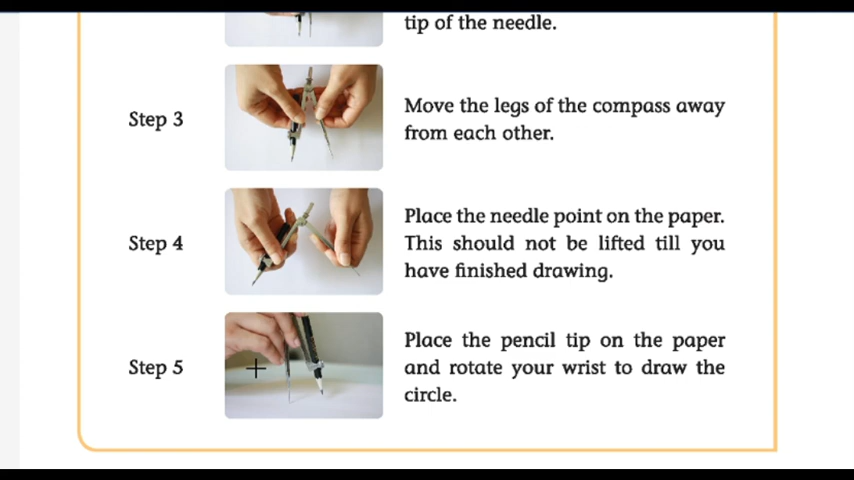 tip of the needle.
Step 3
Move the legs of the compass away
from each other.
Step 4
Place the needle point on the paper.
This should not be lifted till you
have finished drawing.
Step 5
Place the pencil tip on the paper
and rotate your wrist to draw the
circle.